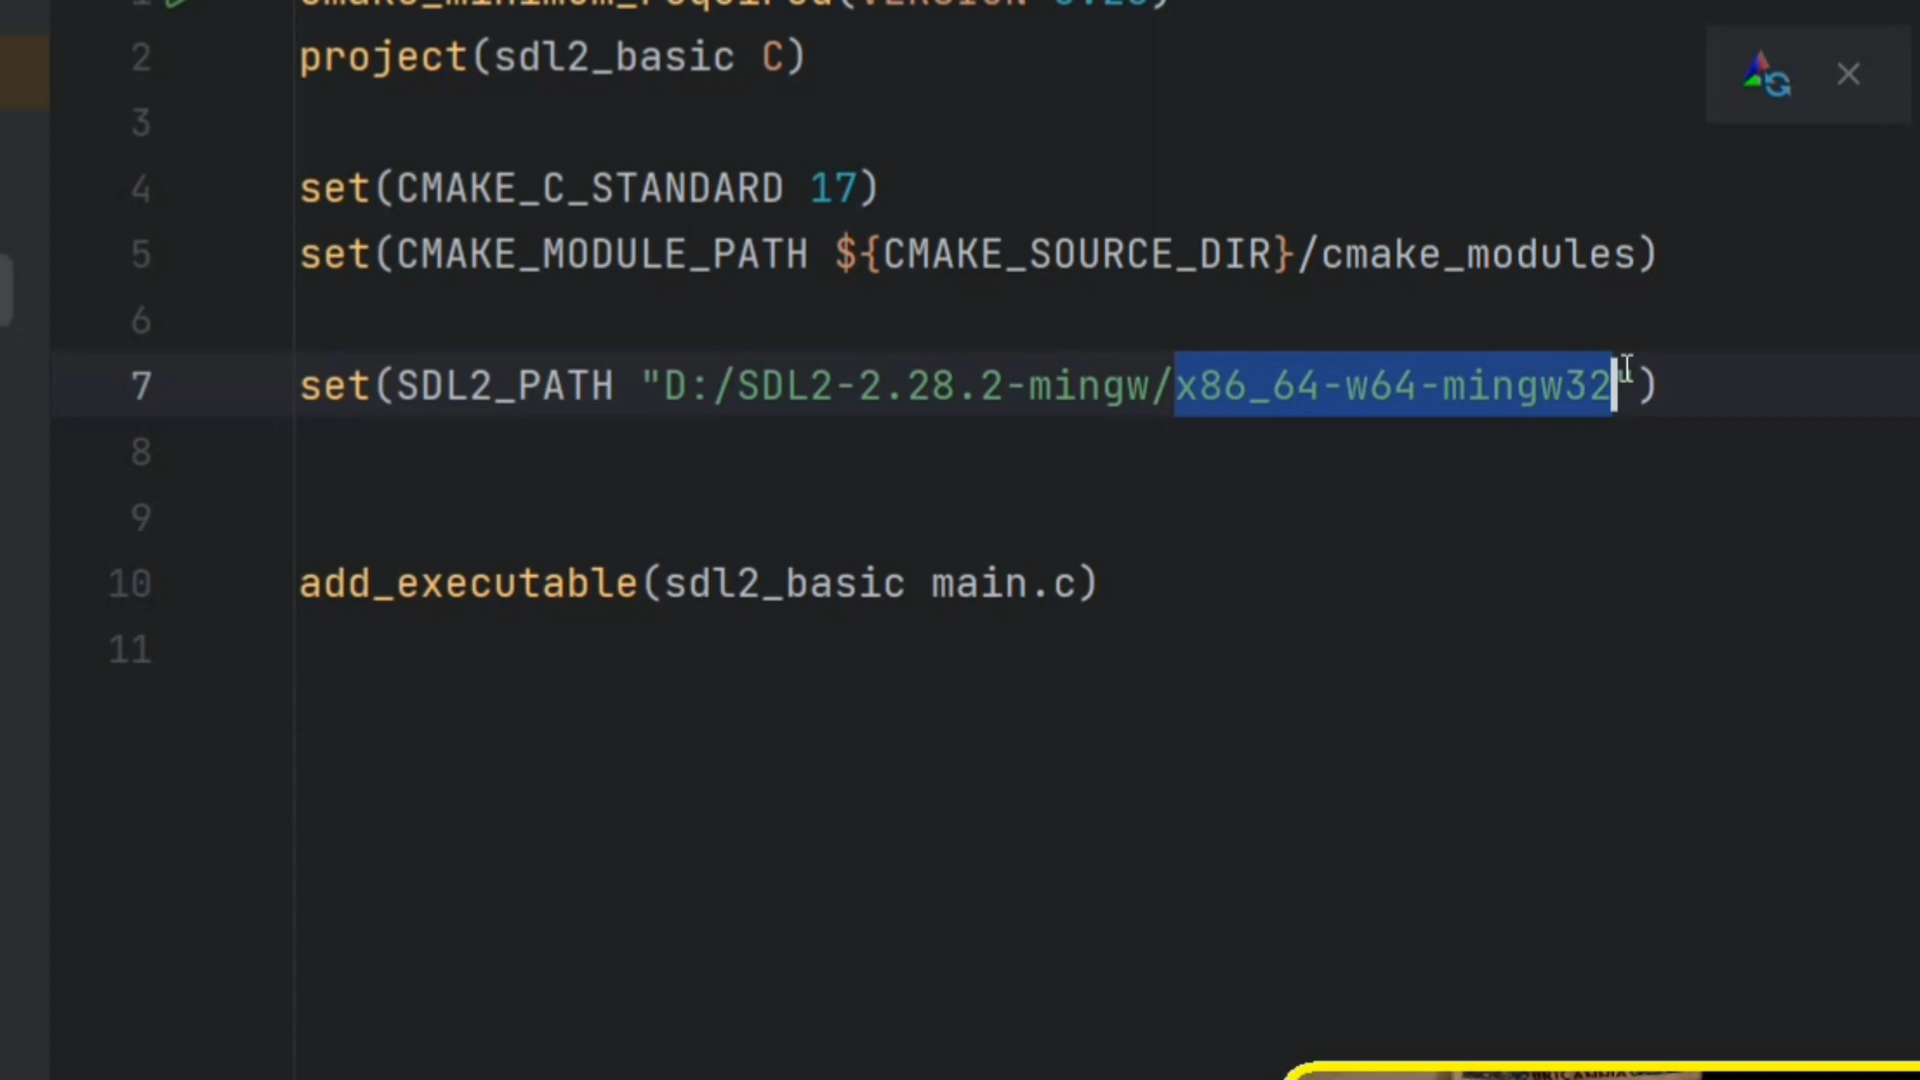 2 project(sdl2_basic C)
3
4 set(CMAKE_C_STANDARD 17)
5 set(CMAKE_MODULE_PATH ${CMAKE_SOURCE_DIR}/cmake_modules)
6
7 set(SDL2_PATH "D:/SDL2-2.28.2-mingw/x86_64-w64-mingw32")
8
9
10 add_executable(sdl2_basic main.c)
11